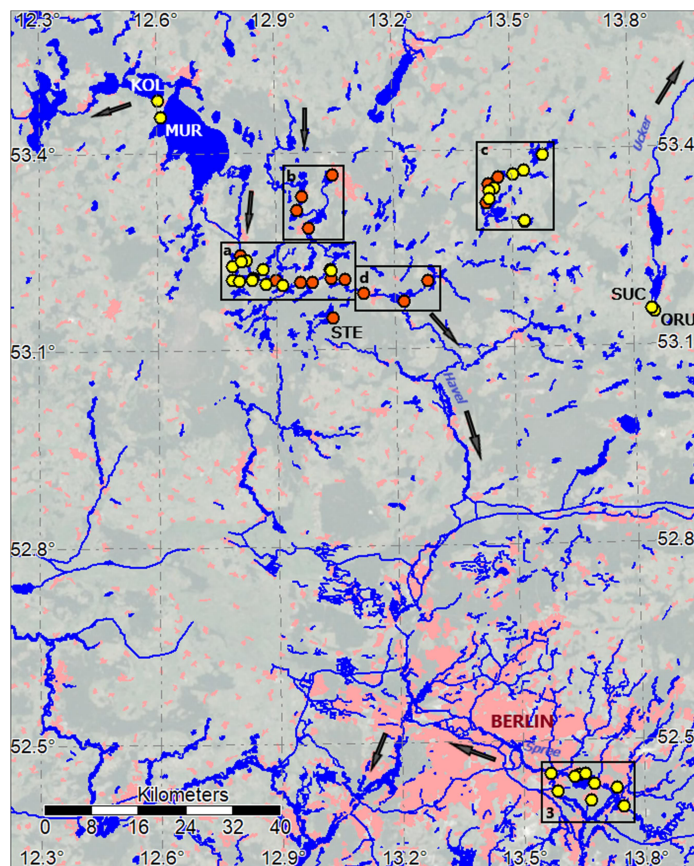 12.3° 12.6° 12.9° 13.2° 13.5° 13.8°
KOL
MUR
53.4° 53.4°
Ucker
c
b
a
d
SUC
QRU
STE
53.1° 53.1°
Havel
52.8° 52.8°
BERLIN
52.5° 52.5°
Spree
Kilometers
0 8 16 24 32 40
3
12.3° 12.6° 12.9° 13.2° 13.5° 13.8°